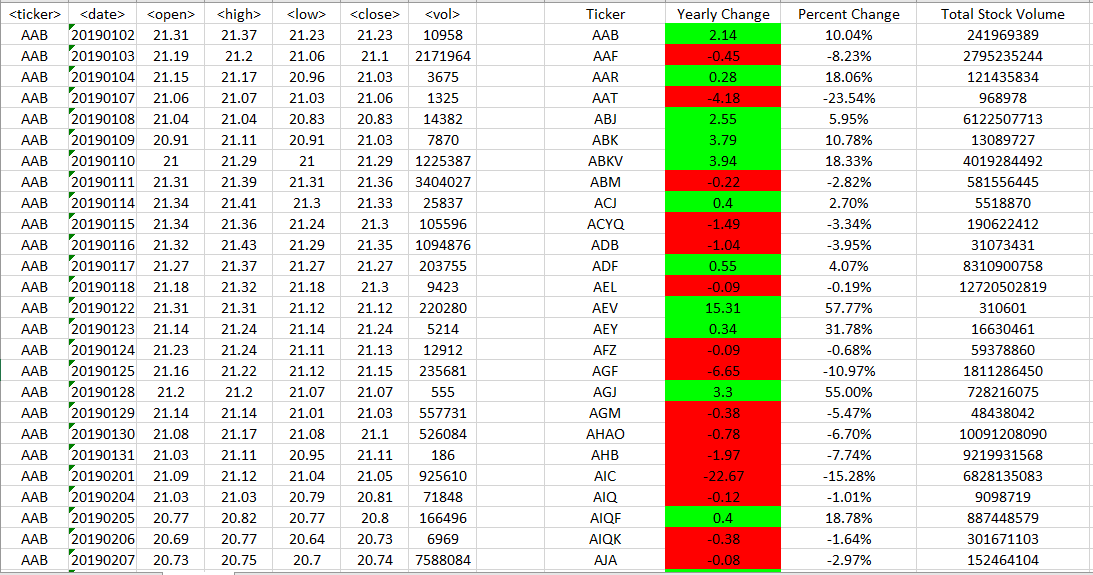 <ticker> <date> <open> <high> <low> <close> <vol> Ticker Yearly Change Percent Change Total Stock Volume
AAB 20190102 21.31 21.37 21.23 21.23 10958 AAB 2.14 10.04% 241969389
AAB 20190103 21.19 21.2 21.06 21.1 2171964 AAF -0.45 -8.23% 2795235244
AAB 20190104 21.15 21.17 20.96 21.03 3675 AAR 0.28 18.06% 121435834
AAB 20190107 21.06 21.07 21.03 21.06 1325 AAT -4.18 -23.54% 968978
AAB 20190108 21.04 21.04 20.83 20.83 14382 ABJ 2.55 5.95% 6122507713
AAB 20190109 20.91 21.11 20.91 21.03 7870 ABK 3.79 10.78% 13089727
AAB 20190110 21 21.29 21 21.29 1225387 ABKV 3.94 18.33% 4019284492
AAB 20190111 21.31 21.39 21.31 21.36 3404027 ABM -0.22 -2.82% 581556445
AAB 20190114 21.34 21.41 21.3 21.33 25837 ACJ 0.4 2.70% 5518870
AAB 20190115 21.34 21.36 21.24 21.3 105596 ACYQ -1.49 -3.34% 190622412
AAB 20190116 21.32 21.43 21.29 21.35 1094876 ADB -1.04 -3.95% 31073431
AAB 20190117 21.27 21.37 21.27 21.27 203755 ADF 0.55 4.07% 8310900758
AAB 20190118 21.18 21.32 21.18 21.3 9423 AEL -0.09 -0.19% 12720502819
AAB 20190122 21.31 21.31 21.12 21.12 220280 AEV 15.31 57.77% 310601
AAB 20190123 21.14 21.24 21.14 21.24 5214 AEY 0.34 31.78% 16630461
AAB 20190124 21.23 21.24 21.11 21.13 12912 AFZ -0.09 -0.68% 59378860
AAB 20190125 21.16 21.22 21.12 21.15 235681 AGF -6.65 -10.97% 1811286450
AAB 20190128 21.2 21.2 21.07 21.07 555 AGJ 3.3 55.00% 728216075
AAB 20190129 21.14 21.14 21.01 21.03 557731 AGM -0.38 -5.47% 48438042
AAB 20190130 21.08 21.17 21.08 21.1 526084 AHAO -0.78 -6.70% 10091208090
AAB 20190131 21.03 21.11 20.95 21.11 186 AHB -1.97 -7.74% 9219931568
AAB 20190201 21.09 21.12 21.04 21.05 925610 AIC -22.67 -15.28% 6828135083
AAB 20190204 21.03 21.03 20.79 20.81 71848 AIQ -0.12 -1.01% 9098719
AAB 20190205 20.77 20.82 20.77 20.8 166496 AIQF 0.4 18.78% 887448579
AAB 20190206 20.69 20.77 20.64 20.73 6969 AIQK -0.38 -1.64% 301671103
AAB 20190207 20.73 20.75 20.7 20.74 7588084 AJA -0.08 -2.97% 152464104